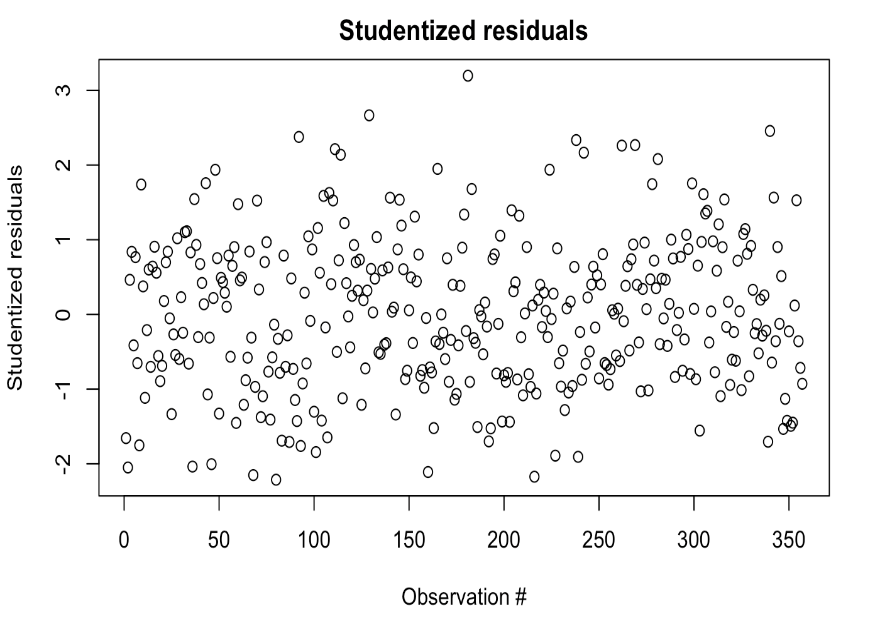 Studentized residuals
Studentized residuals
3
2
1
0
-1
-2
0 50 100 150 200 250 300 350
Observation #